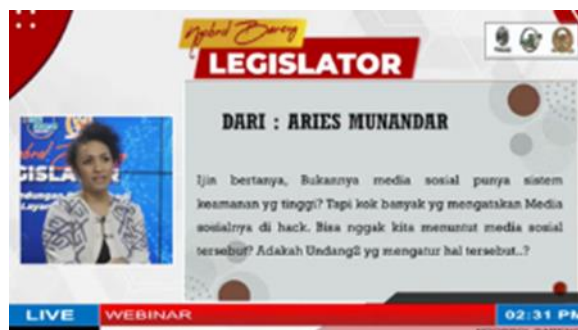 Ngobrol Bareng
LEGISLATOR
DARI : ARIES MUNANDAR
Ijin bertanya, Bukannya media sosial punya sistem
keamanan yg tinggi? Tapi kok banyak yg mengatakan Media
sosialnya di hack. Bisa nggak kita menuntut media sosial
tersebut? Adakah Undang2 yg mengatur hal tersebut..?
LIVE WEBINAR 02:31 PM